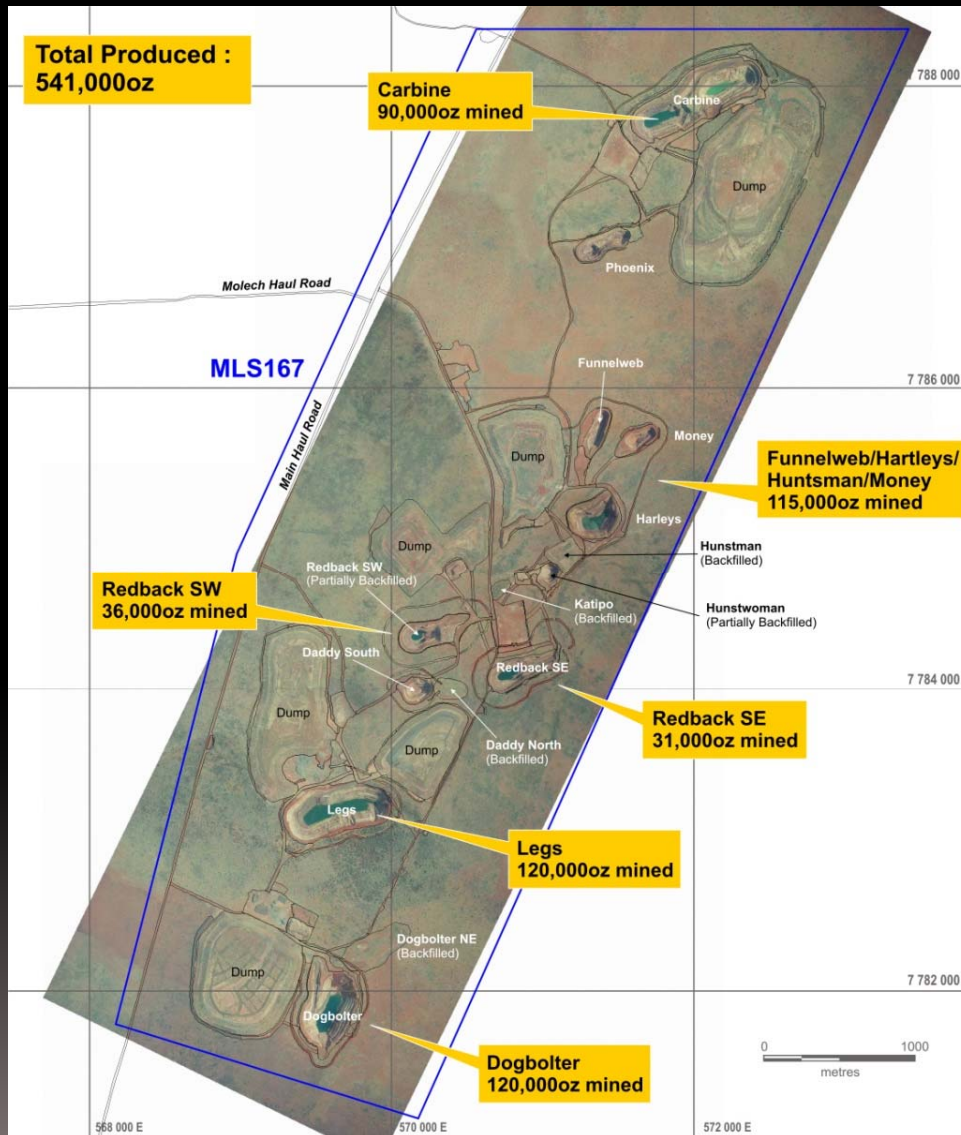 Total Produced :
541,000oz
Carbine
90,000oz mined
Carbine
7 788 000
Dump
Phoenix
Molech Haul Road
MLS167
Main Haul Road
Funnelweb
7 786 000
Money
Dump
Funnelweb/Hartleys/
Huntsman/Money
115,000oz mined
Harleys
Dump
Hunstman
(Backfilled)
Redback SW
(Partially Backfilled)
Redback SW
36,000oz mined
Katipo
(Backfilled)
Hunstwoman
(Partially Backfilled)
Daddy South
Redback SE
7 784 000
Dump
Redback SE
31,000oz mined
Daddy North
(Backfilled)
Dump
Legs
Legs
120,000oz mined
Dogbolter NE
(Backfilled)
Dump
7 782 000
Dogbolter
Dogbolter
120,000oz mined
0 1000
metres
568 000 E
570 000 E
572 000 E